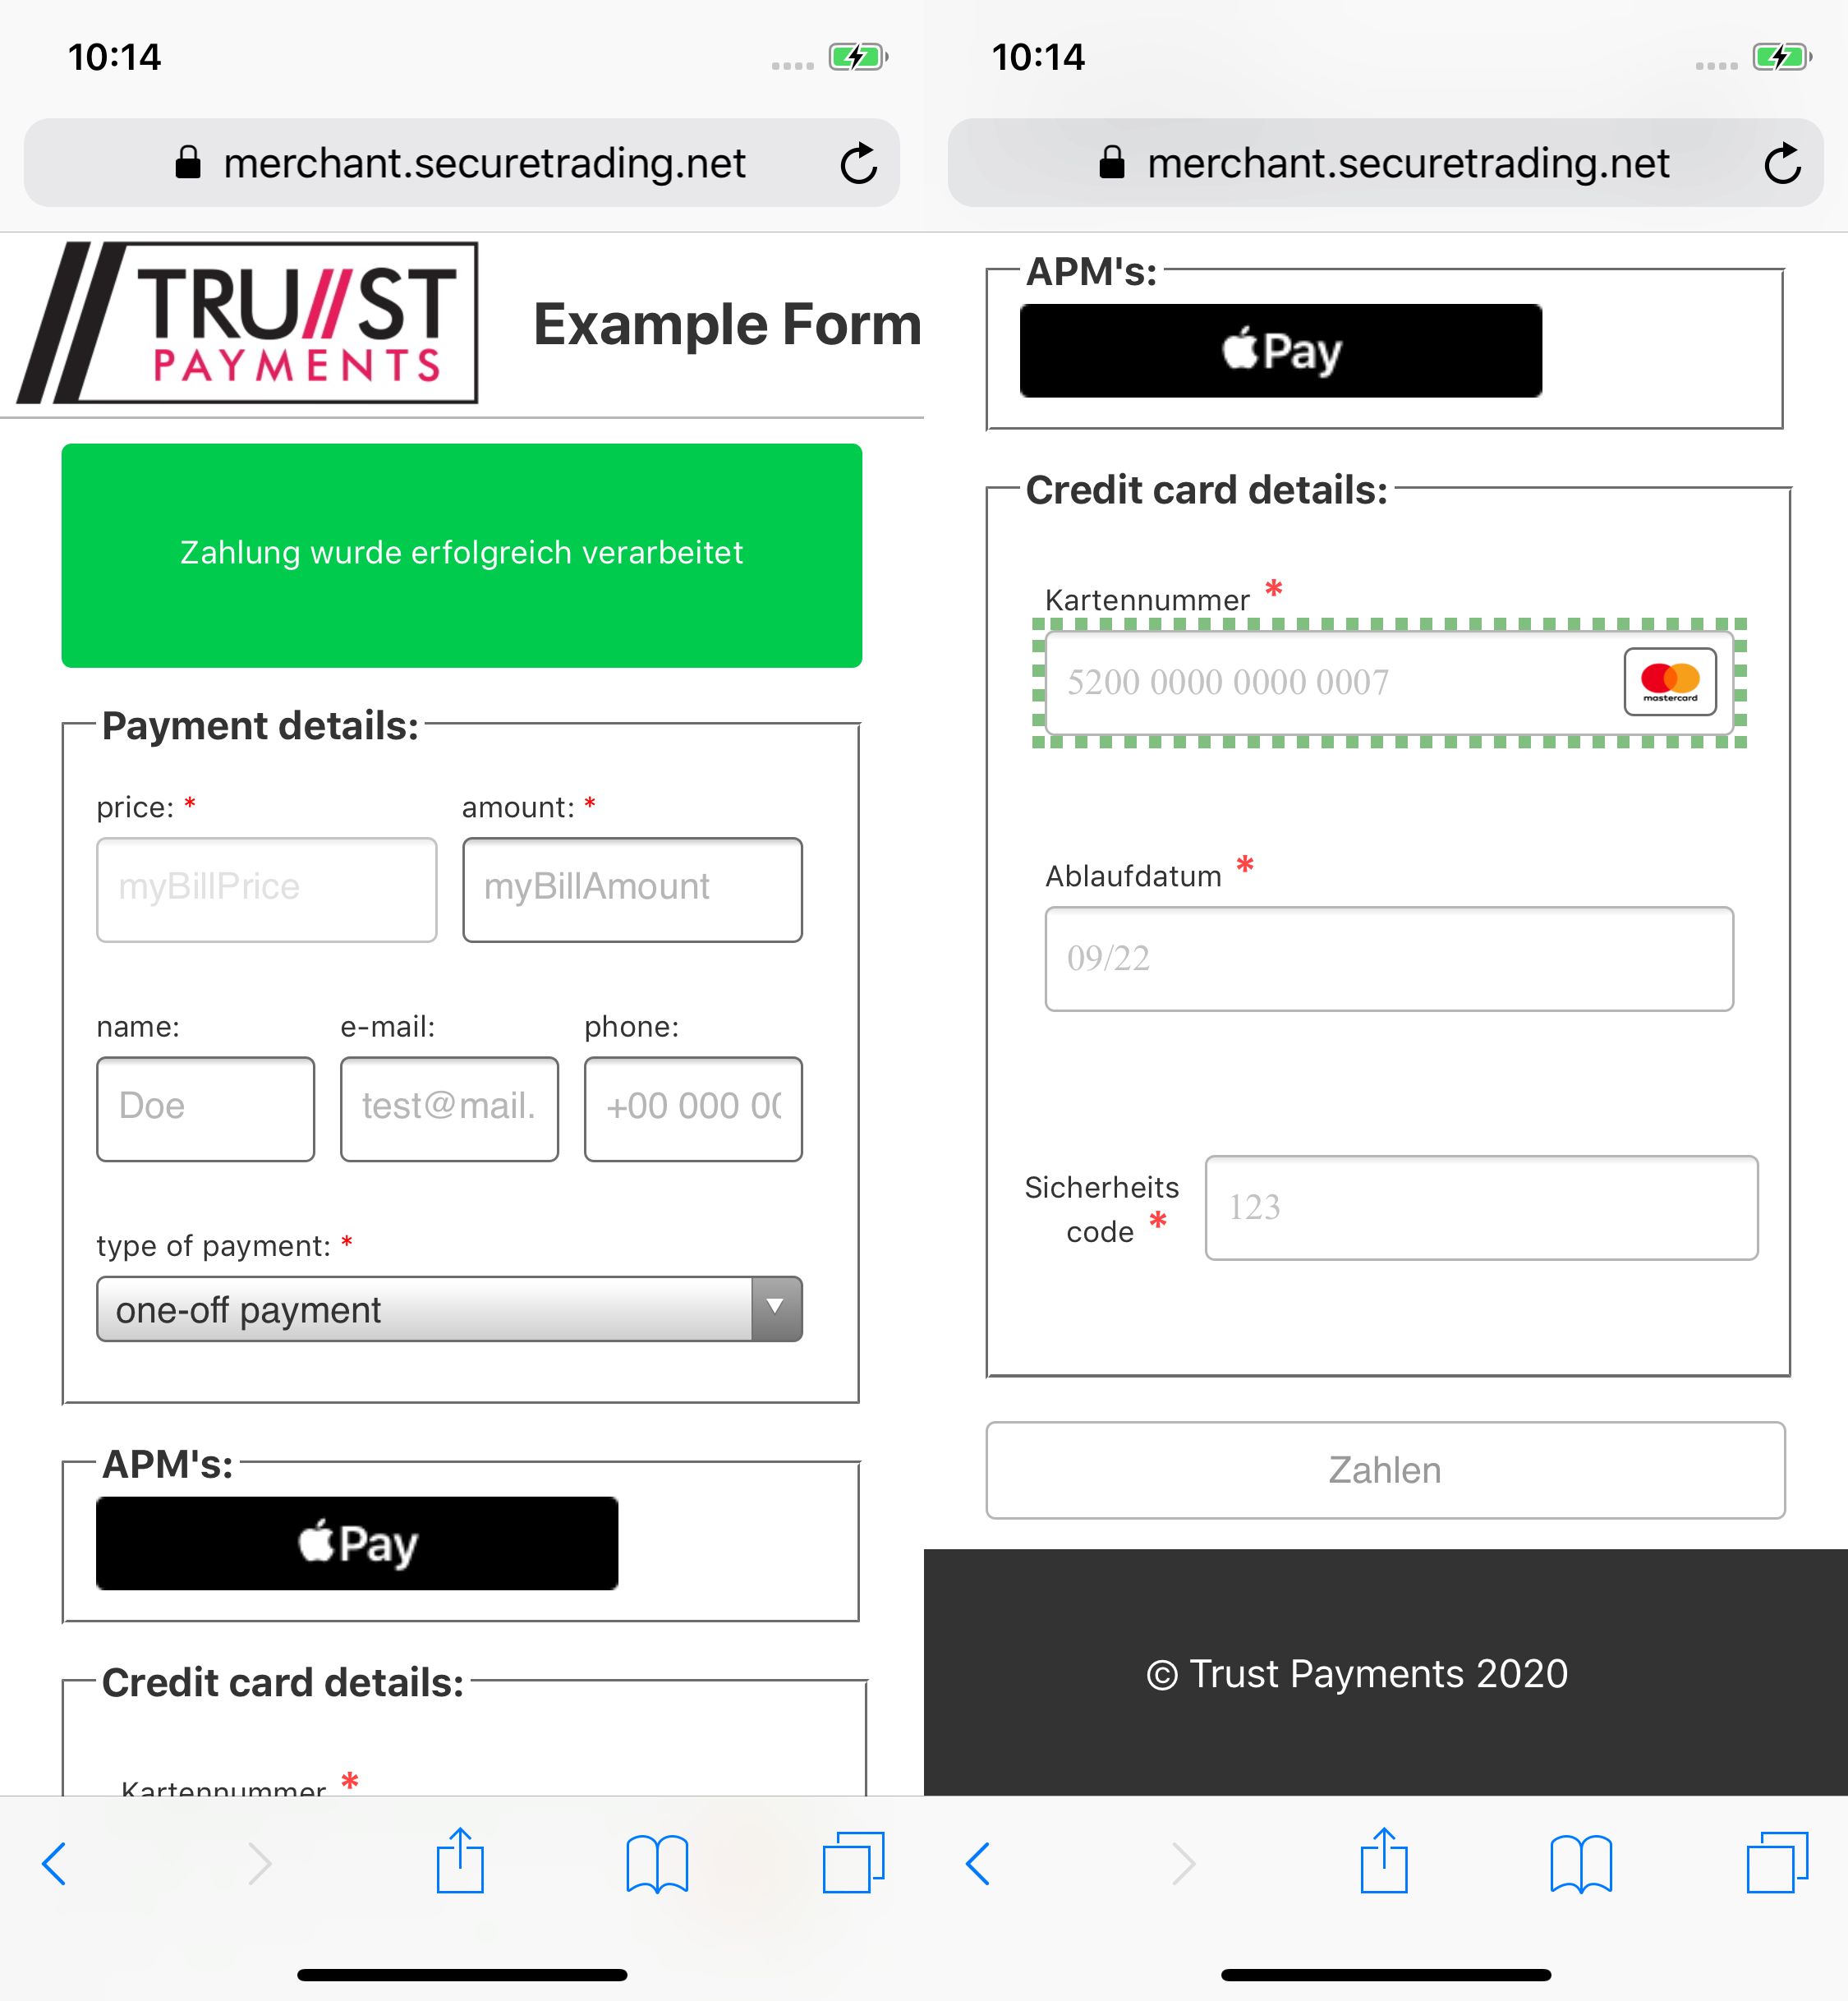 10:14
merchant.securetrading.net
TRU//ST
PAYMENTS
Example Form
Zahlung wurde erfolgreich verarbeitet
Payment details:
price: *
amount: *
myBillPrice
myBillAmount
name:
e-mail:
phone:
Doe
test@mail.
+00 000 00
type of payment: *
one-off payment
APM's:
Pay
Credit card details:
Kartennummer *
10:14
merchant.securetrading.net
APM's:
Pay
Credit card details:
Kartennummer *
5200 0000 0000 0007
mastercard
Ablaufdatum *
09/22
Sicherheits
code *
123
Zahlen
© Trust Payments 2020